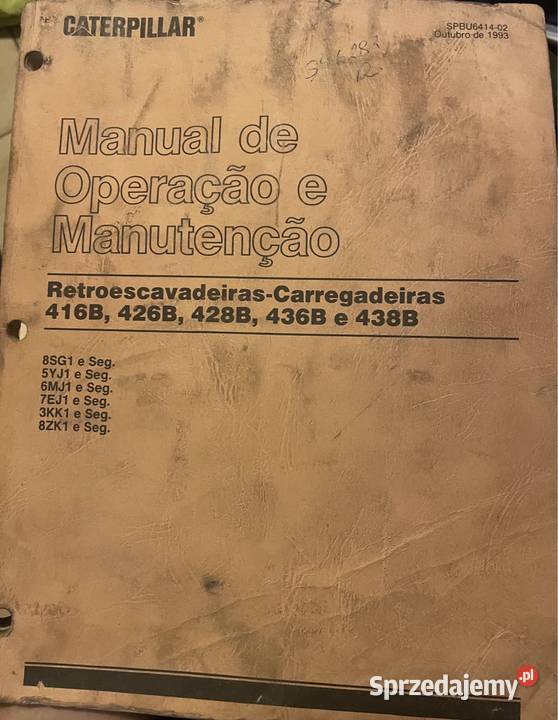 CATERPILLAR®
SPBU6414-02
Outubro de 1993
Manual de
Operação e
Manutenção
Retroescavadeiras-Carregadeiras
416B, 426B, 428B, 436B e 438B
8SG1 e Seg.
5YJ1 e Seg.
6MJ1 e Seg.
7EJ1 e Seg.
3KK1 e Seg.
8ZK1 e Seg.
Sprzedajemy.pl